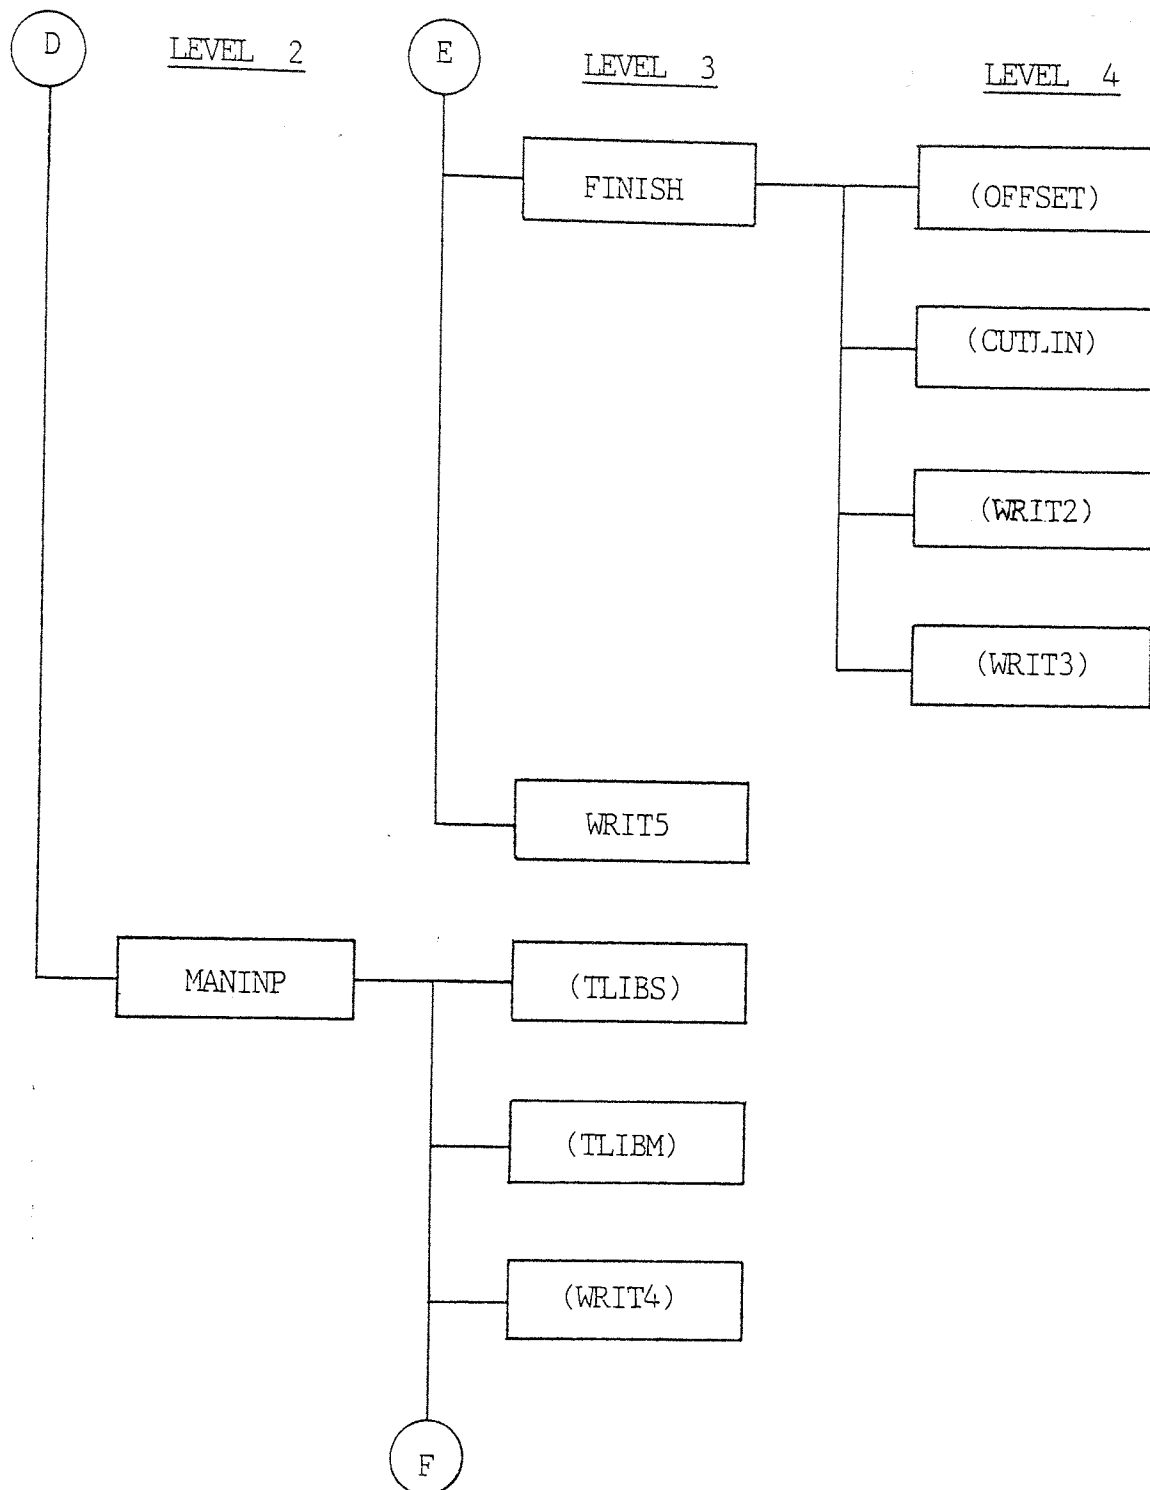 D
LEVEL 2
E
LEVEL 3
LEVEL 4
FINISH
(OFFSET)
(CUTLIN)
(WRIT2)
(WRIT3)
WRIT5
MANINP
(TLIBS)
(TLIBM)
(WRIT4)
F